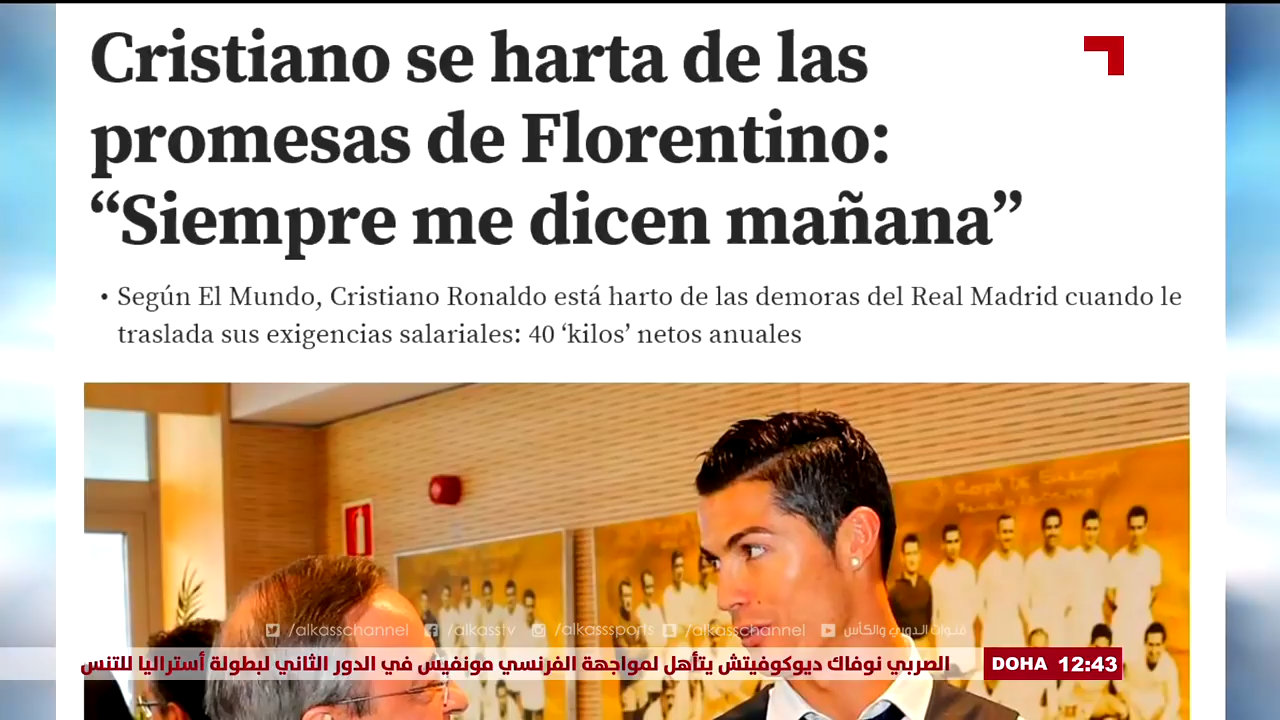 Cristiano se harta de las
promesas de Florentino:
“Siempre me dicen mañana”
• Según El Mundo, Cristiano Ronaldo está harto de las demoras del Real Madrid cuando le
traslada sus exigencias salariales: 40 ‘kilos’ netos anuales
/alkasschannel /alkasstv /alkasssports /alkasschannel قنوات الدوري والكأس
الصربي نوفاك ديوكوفيتش يتأهل لمواجهة الفرنسي مونفيس في الدور الثاني لبطولة أستراليا للتنس
DOHA 12:43